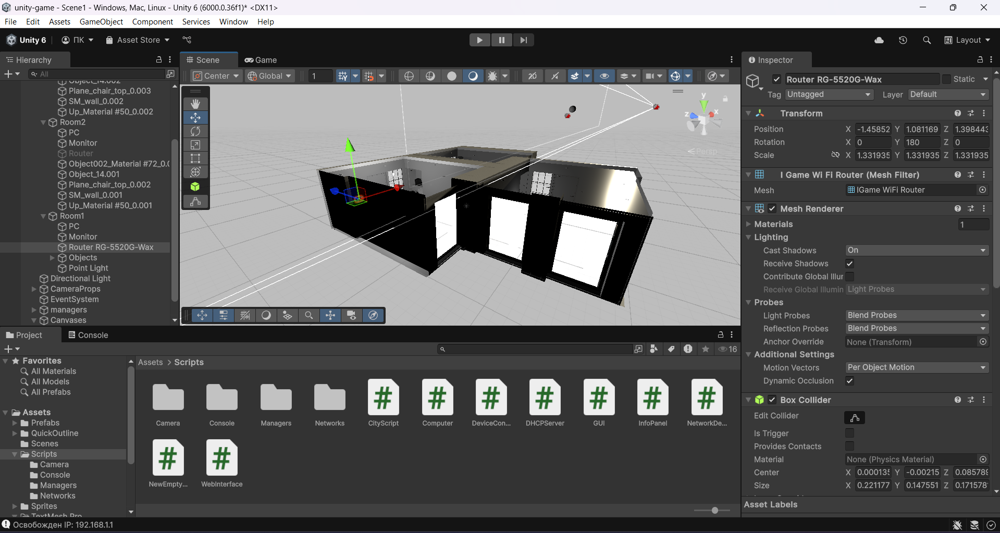 unity-game - Scene1 - Windows, Mac, Linux - Unity 6 (6000.0.36f1)* <DX11>
File Edit Assets GameObject Component Services Window Help
Unity 6 ПК Asset Store Layout
Hierarchy
All
Object_14.002
Plane_chair_top_0.003
SM_wall_0.002
Up_Material #50_0.002
Room2
PC
Monitor
Router
Object002_Material #72_0.0
Object_14.001
Plane_chair_top_0.002
SM_wall_0.001
Up_Material #50_0.001
Room1
PC
Monitor
Router RG-5520G-Wax
Objects
Point Light
Directional Light
CameraProps
EventSystem
managers
Canvases
Scene Game
Center Global 1 2D
y
x
z
Persp
Inspector
Router RG-5520G-Wax Static
Tag Untagged Layer Default
Transform
Position X -1.45852 Y 1.081169 Z 1.398443
Rotation X 0 Y 180 Z 0
Scale X 1.331935 Y 1.331935 Z 1.331935
I Game Wi Fi Router (Mesh Filter)
Mesh IGame WiFi Router
Mesh Renderer
Materials 1
Lighting
Cast Shadows On
Receive Shadows
Contribute Global Illur
Receive Global Illumin Light Probes
Probes
Light Probes Blend Probes
Reflection Probes Blend Probes
Anchor Override None (Transform)
Additional Settings
Motion Vectors Per Object Motion
Dynamic Occlusion
Box Collider
Edit Collider
Is Trigger
Provides Contacts
Material None (Physics Material)
Center X 0.000135 Y -0.00215 Z 0.085789
Size X 0.221177 Y 0.147551 Z 0.171578
Asset Labels
Project Console
16
Favorites
All Materials
All Models
All Prefabs
Assets
Prefabs
QuickOutline
Scenes
Scripts
Camera
Console
Managers
Networks
Sprites
TextMesh Pro
Assets > Scripts
Camera Console Managers Networks CityScript Computer DeviceCon... DHCPServer GUI InfoPanel NetworkDe...
NewEmpty... WebInterface
Освобожден IP: 192.168.1.1